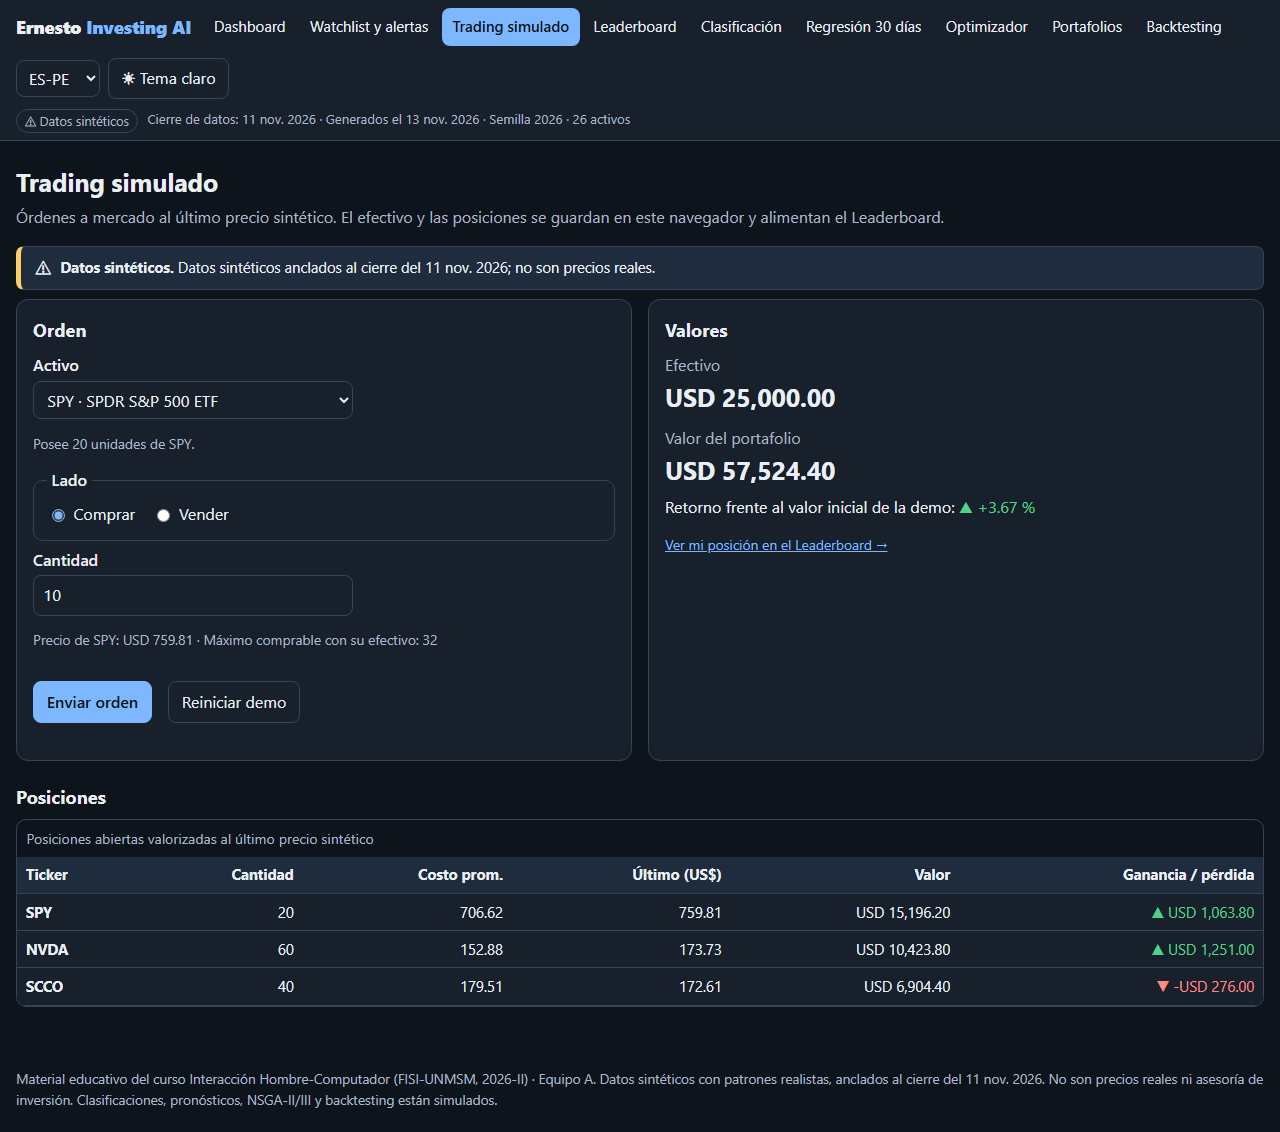 Ernesto Investing AI
Dashboard
Watchlist y alertas
Trading simulado
Leaderboard
Clasificación
Regresión 30 días
Optimizador
Portafolios
Backtesting
ES-PE
☀ Tema claro
⚠ Datos sintéticos
Cierre de datos: 11 nov. 2026 · Generados el 13 nov. 2026 · Semilla 2026 · 26 activos
Trading simulado
Órdenes a mercado al último precio sintético. El efectivo y las posiciones se guardan en este navegador y alimentan el Leaderboard.
⚠ Datos sintéticos. Datos sintéticos anclados al cierre del 11 nov. 2026; no son precios reales.
Orden
Activo
SPY · SPDR S&P 500 ETF
Posee 20 unidades de SPY.
Lado
Comprar
Vender
Cantidad
10
Precio de SPY: USD 759.81 · Máximo comprable con su efectivo: 32
Enviar orden
Reiniciar demo
Valores
Efectivo
USD 25,000.00
Valor del portafolio
USD 57,524.40
Retorno frente al valor inicial de la demo: ▲ +3.67 %
Ver mi posición en el Leaderboard →
Posiciones
Posiciones abiertas valorizadas al último precio sintético
Ticker Cantidad Costo prom. Último (US$) Valor Ganancia / pérdida
SPY 20 706.62 759.81 USD 15,196.20 ▲ USD 1,063.80
NVDA 60 152.88 173.73 USD 10,423.80 ▲ USD 1,251.00
SCCO 40 179.51 172.61 USD 6,904.40 ▼ -USD 276.00
Material educativo del curso Interacción Hombre-Computador (FISI-UNMSM, 2026-II) · Equipo A. Datos sintéticos con patrones realistas, anclados al cierre del 11 nov. 2026. No son precios reales ni asesoría de
inversión. Clasificaciones, pronósticos, NSGA-II/III y backtesting están simulados.